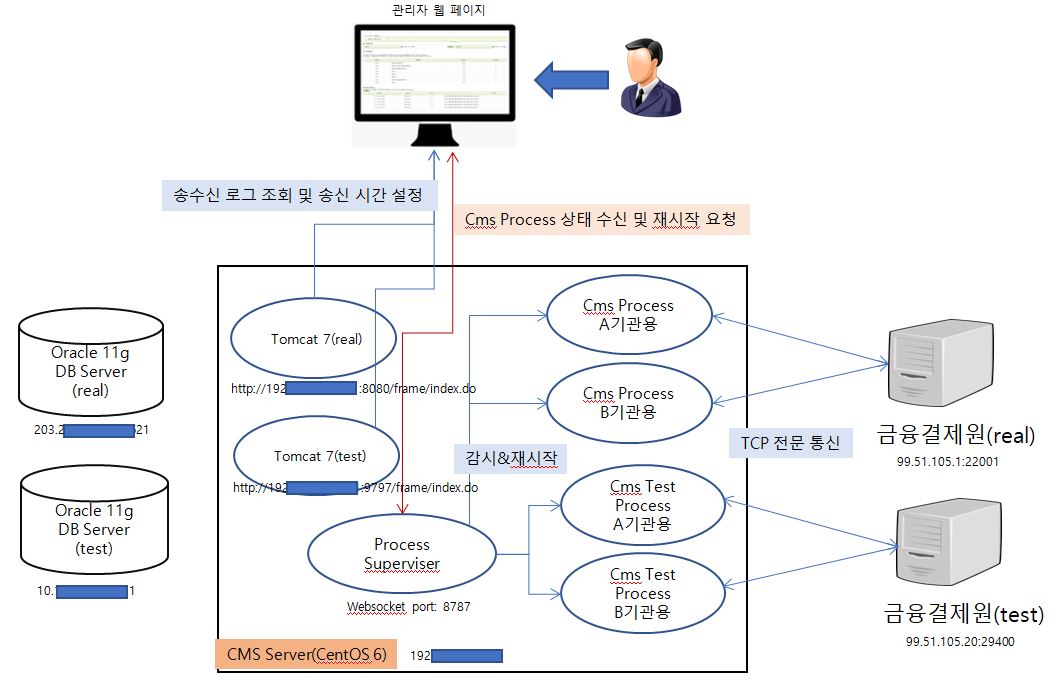 관리자 웹 페이지
송수신 로그 조회 및 송신 시간 설정
Cms Process 상태 수신 및 재시작 요청
Oracle 11g
DB Server
(real)
203.2 21
Oracle 11g
DB Server
(test)
10. 1
Tomcat 7(real)
http://192 :8080/frame/index.do
Tomcat 7(test)
http://192 :9797/frame/index.do
감시&재시작
Process
Superviser
Websocket port: 8787
Cms Process
A기관용
Cms Process
B기관용
Cms Test
Process
A기관용
Cms Test
Process
B기관용
TCP 전문 통신
금융결제원(real)
99.51.105.1:22001
금융결제원(test)
99.51.105.20:29400
CMS Server(CentOS 6)
192